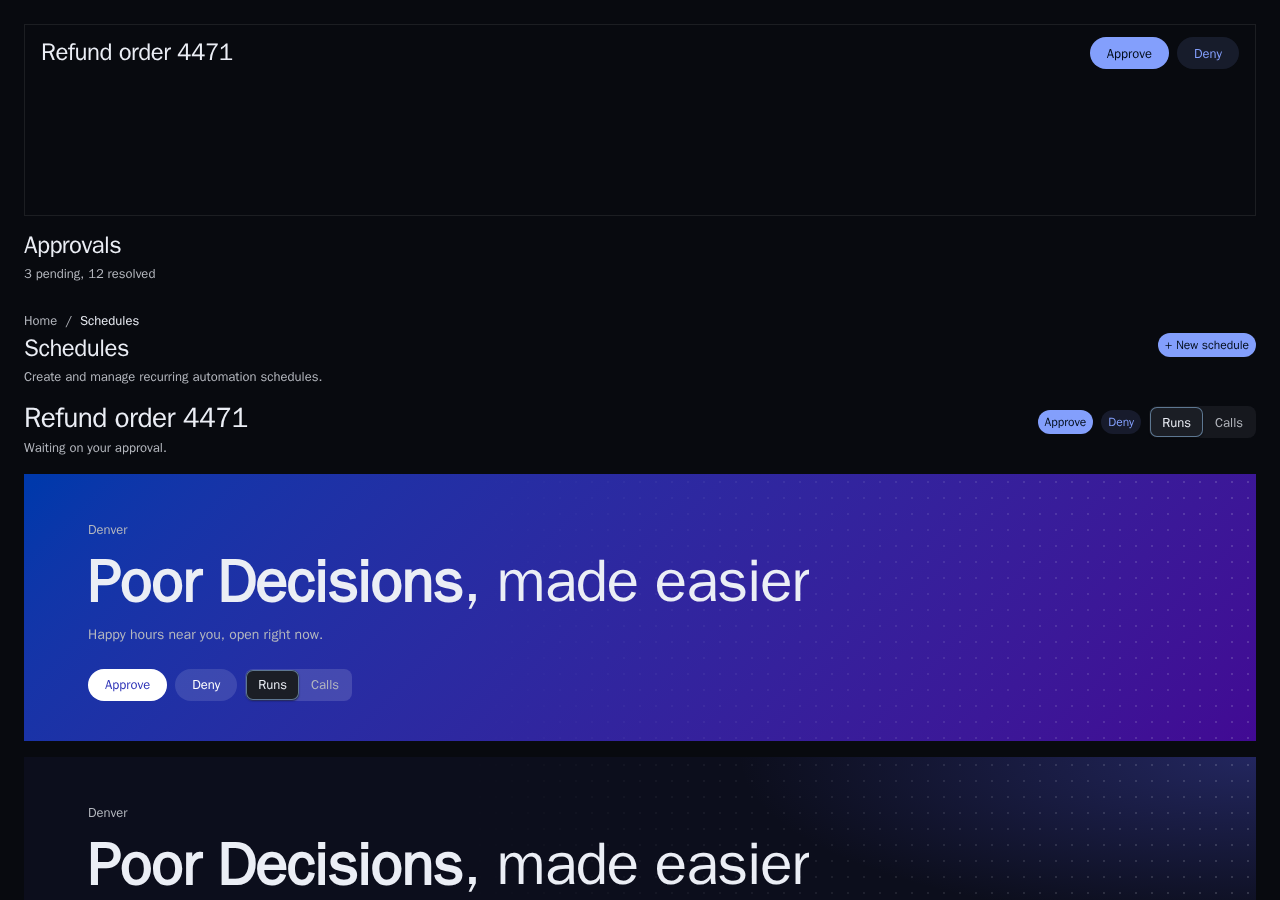 Refund order 4471
Approve Deny
Approvals
3 pending, 12 resolved
Home / Schedules
Schedules
+ New schedule
Create and manage recurring automation schedules.
Refund order 4471
Approve Deny Runs Calls
Waiting on your approval.
Denver
Poor Decisions, made easier
Happy hours near you, open right now.
Approve Deny Runs Calls
Denver
Poor Decisions, made easier